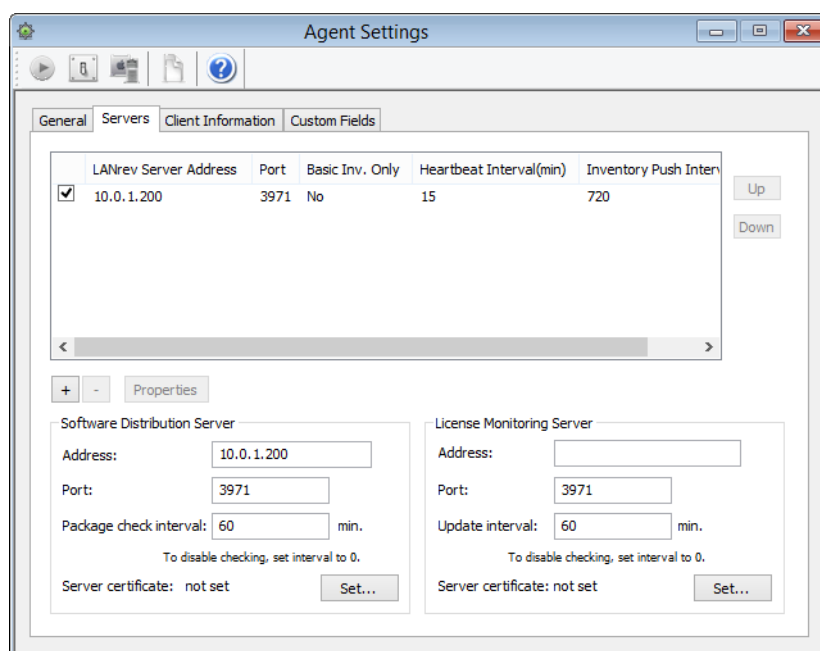 Agent Settings
General Servers Client Information Custom Fields
LANrev Server Address Port Basic Inv. Only Heartbeat Interval(min) Inventory Push Interv
10.0.1.200 3971 No 15 720
Up
Down
+ - Properties
Software Distribution Server
Address: 10.0.1.200
Port: 3971
Package check interval: 60 min.
To disable checking, set interval to 0.
Server certificate: not set Set...
License Monitoring Server
Address:
Port: 3971
Update interval: 60 min.
To disable checking, set interval to 0.
Server certificate: not set Set...